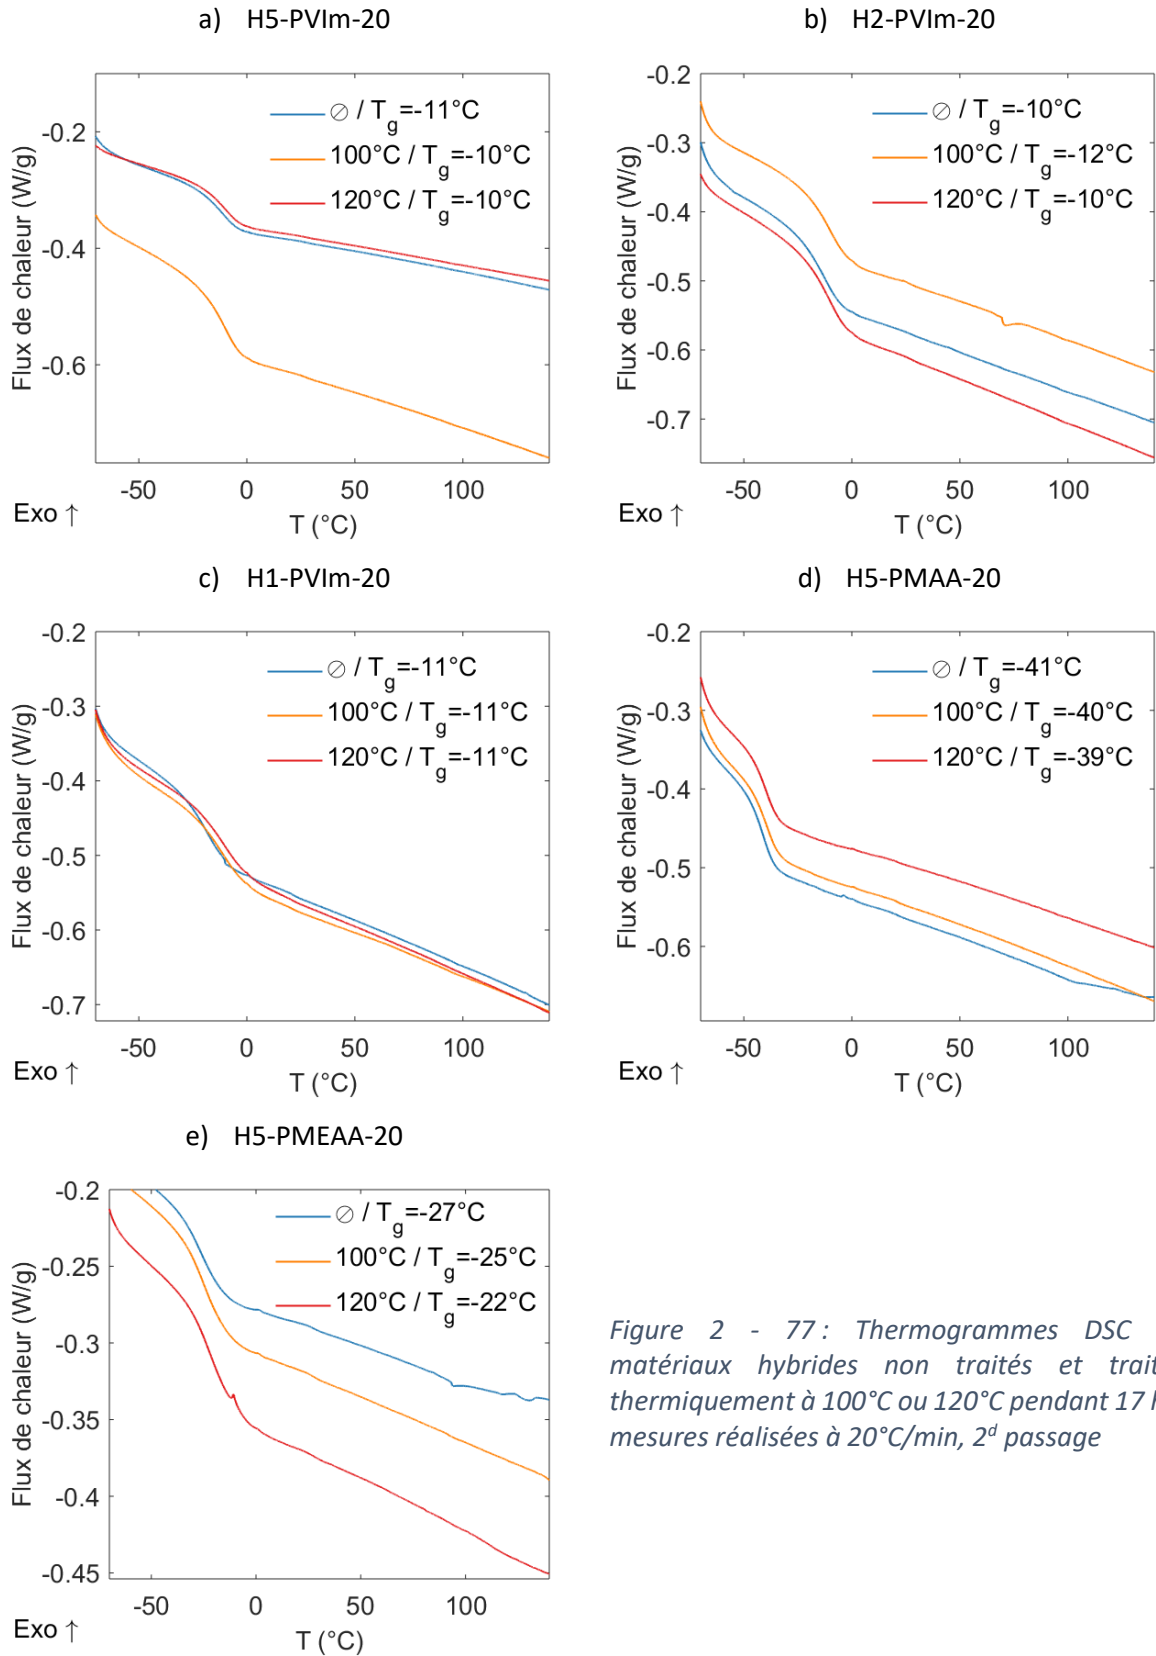 a) H5-PVIm-20
-0.2
-0.4
-0.6
Flux de chaleur (W/g)
∅ / Tg=-11°C
100°C / Tg=-10°C
120°C / Tg=-10°C
-50 0 50 100
Exo ↑
T (°C)
b) H2-PVIm-20
-0.2
-0.3
-0.4
-0.5
-0.6
-0.7
Flux de chaleur (W/g)
∅ / Tg=-10°C
100°C / Tg=-12°C
120°C / Tg=-10°C
-50 0 50 100
Exo ↑
T (°C)
c) H1-PVIm-20
-0.2
-0.3
-0.4
-0.5
-0.6
-0.7
Flux de chaleur (W/g)
∅ / Tg=-11°C
100°C / Tg=-11°C
120°C / Tg=-11°C
-50 0 50 100
Exo ↑
T (°C)
d) H5-PMAA-20
-0.2
-0.3
-0.4
-0.5
-0.6
Flux de chaleur (W/g)
∅ / Tg=-41°C
100°C / Tg=-40°C
120°C / Tg=-39°C
-50 0 50 100
Exo ↑
T (°C)
e) H5-PMEAA-20
-0.2
-0.25
-0.3
-0.35
-0.4
-0.45
Flux de chaleur (W/g)
∅ / Tg=-27°C
100°C / Tg=-25°C
120°C / Tg=-22°C
-50 0 50 100
Exo ↑
T (°C)
Figure 2 - 77 : Thermogrammes DSC
matériaux hybrides non traités et trait
thermiquement à 100°C ou 120°C pendant 17 h
mesures réalisées à 20°C/min, 2d passage